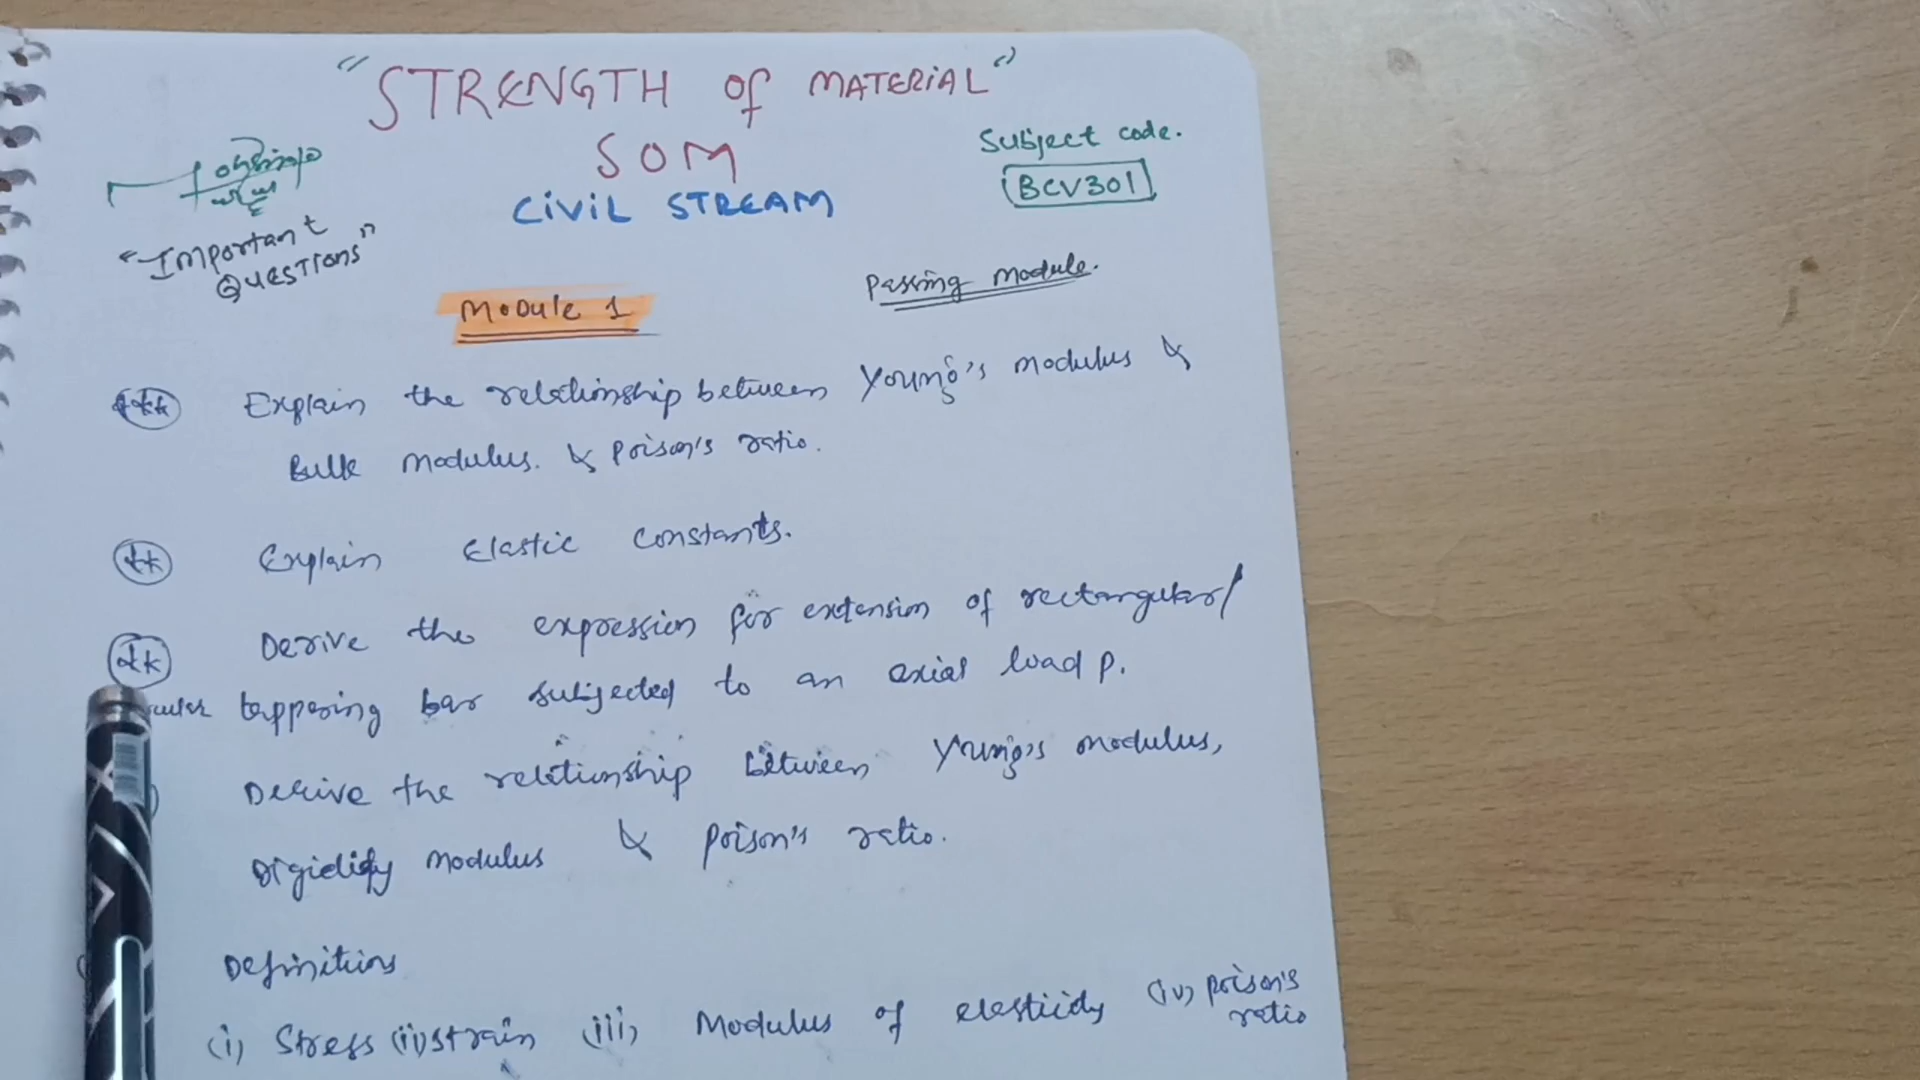 "STRENGTH of MATERIAL"
SOM
CIVIL STREAM
Subject code.
BCV301
"Important
Questions"
Module 1
Passing module.
Explain the relationship between Young's modulus &
Bulk modulus. & poison's ratio.
Explain Elastic constants.
Derive the expression for extension of rectangular/
tapparing bar subjected to an axial load p.
Derive the relationship between Young's modulus,
rigidify modulus & poison's ratio.
Definitions
(i) Stress (ii) strain (iii) Modulus of elesticidy (iv) poison's
ratio